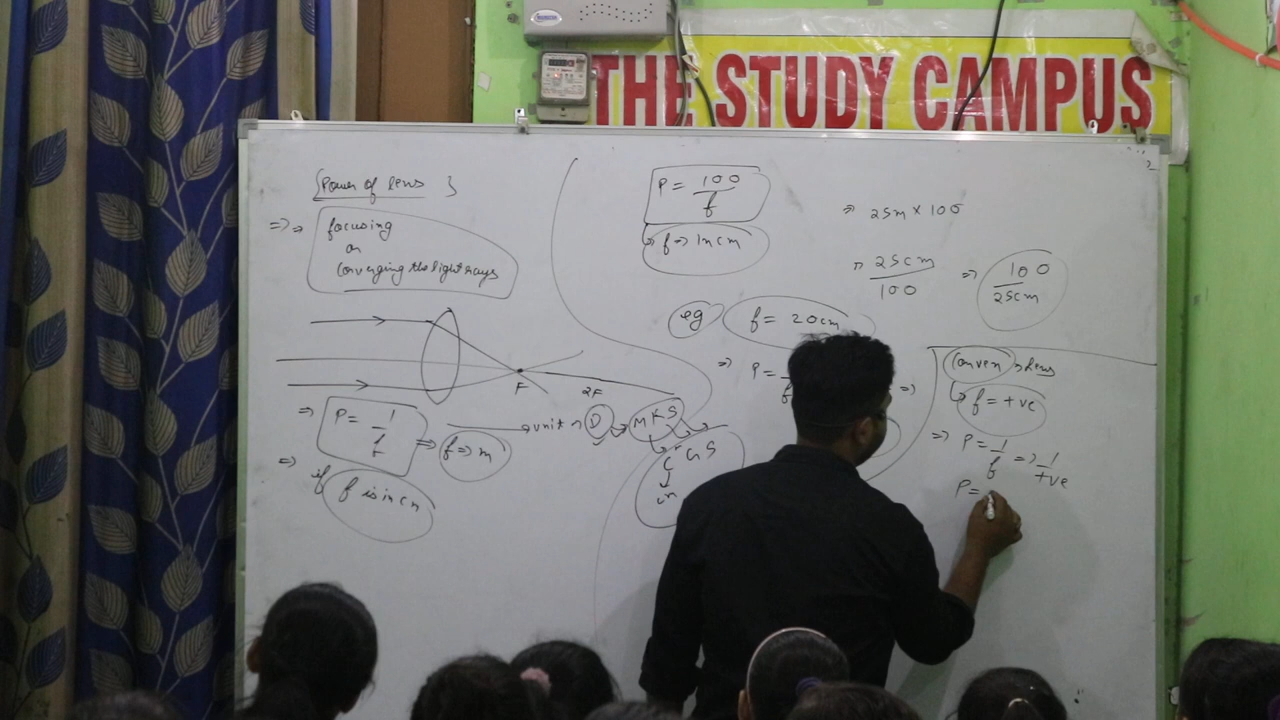 THE STUDY CAMPUS
{Power of lens }
=> => focusing
or
Converging the light rays
F
2F
=> P = 1/f => f => m
unit → D → MKS
CGS
=> if f is in cm
P = 100/f
→ f => In cm
eg f = 20cm
=> P =
=>
=> 25m × 100
25cm/100 => 100/25cm
Convex lens
→ f = +ve
=> P = 1/f => 1/+ve
P =